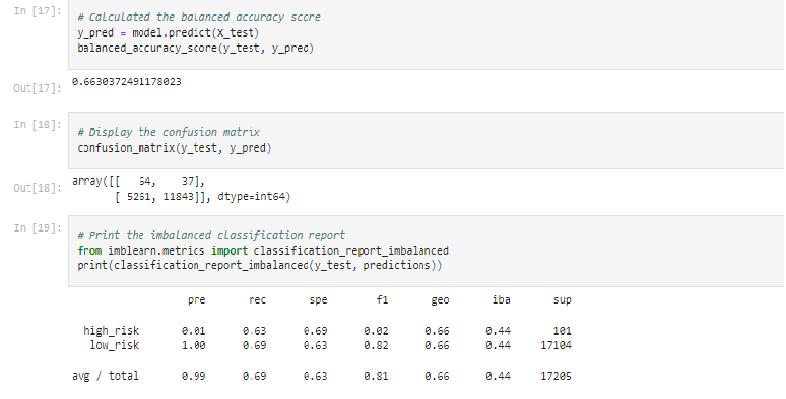 In [17]:
# Calculated the balanced accuracy score
y_pred = model.predict(X_test)
balanced_accuracy_score(y_test, y_pred)
Out[17]: 0.6630372491178023
In [18]:
# Display the confusion matrix
confusion_matrix(y_test, y_pred)
Out[18]: array([[ 64, 37],
[ 5261, 11843]], dtype=int64)
In [19]:
# Print the imbalanced classification report
from imblearn.metrics import classification_report_imbalanced
print(classification_report_imbalanced(y_test, predictions))
pre rec spe f1 geo iba sup
high_risk 0.01 0.63 0.69 0.02 0.66 0.44 101
low_risk 1.00 0.69 0.63 0.82 0.66 0.44 17104
avg / total 0.99 0.69 0.63 0.81 0.66 0.44 17205